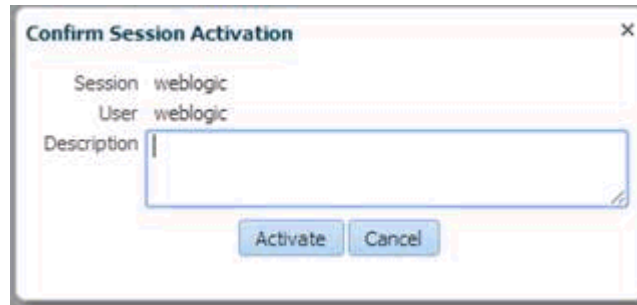 Confirm Session Activation ×
Session weblogic
User weblogic
Description
Activate Cancel